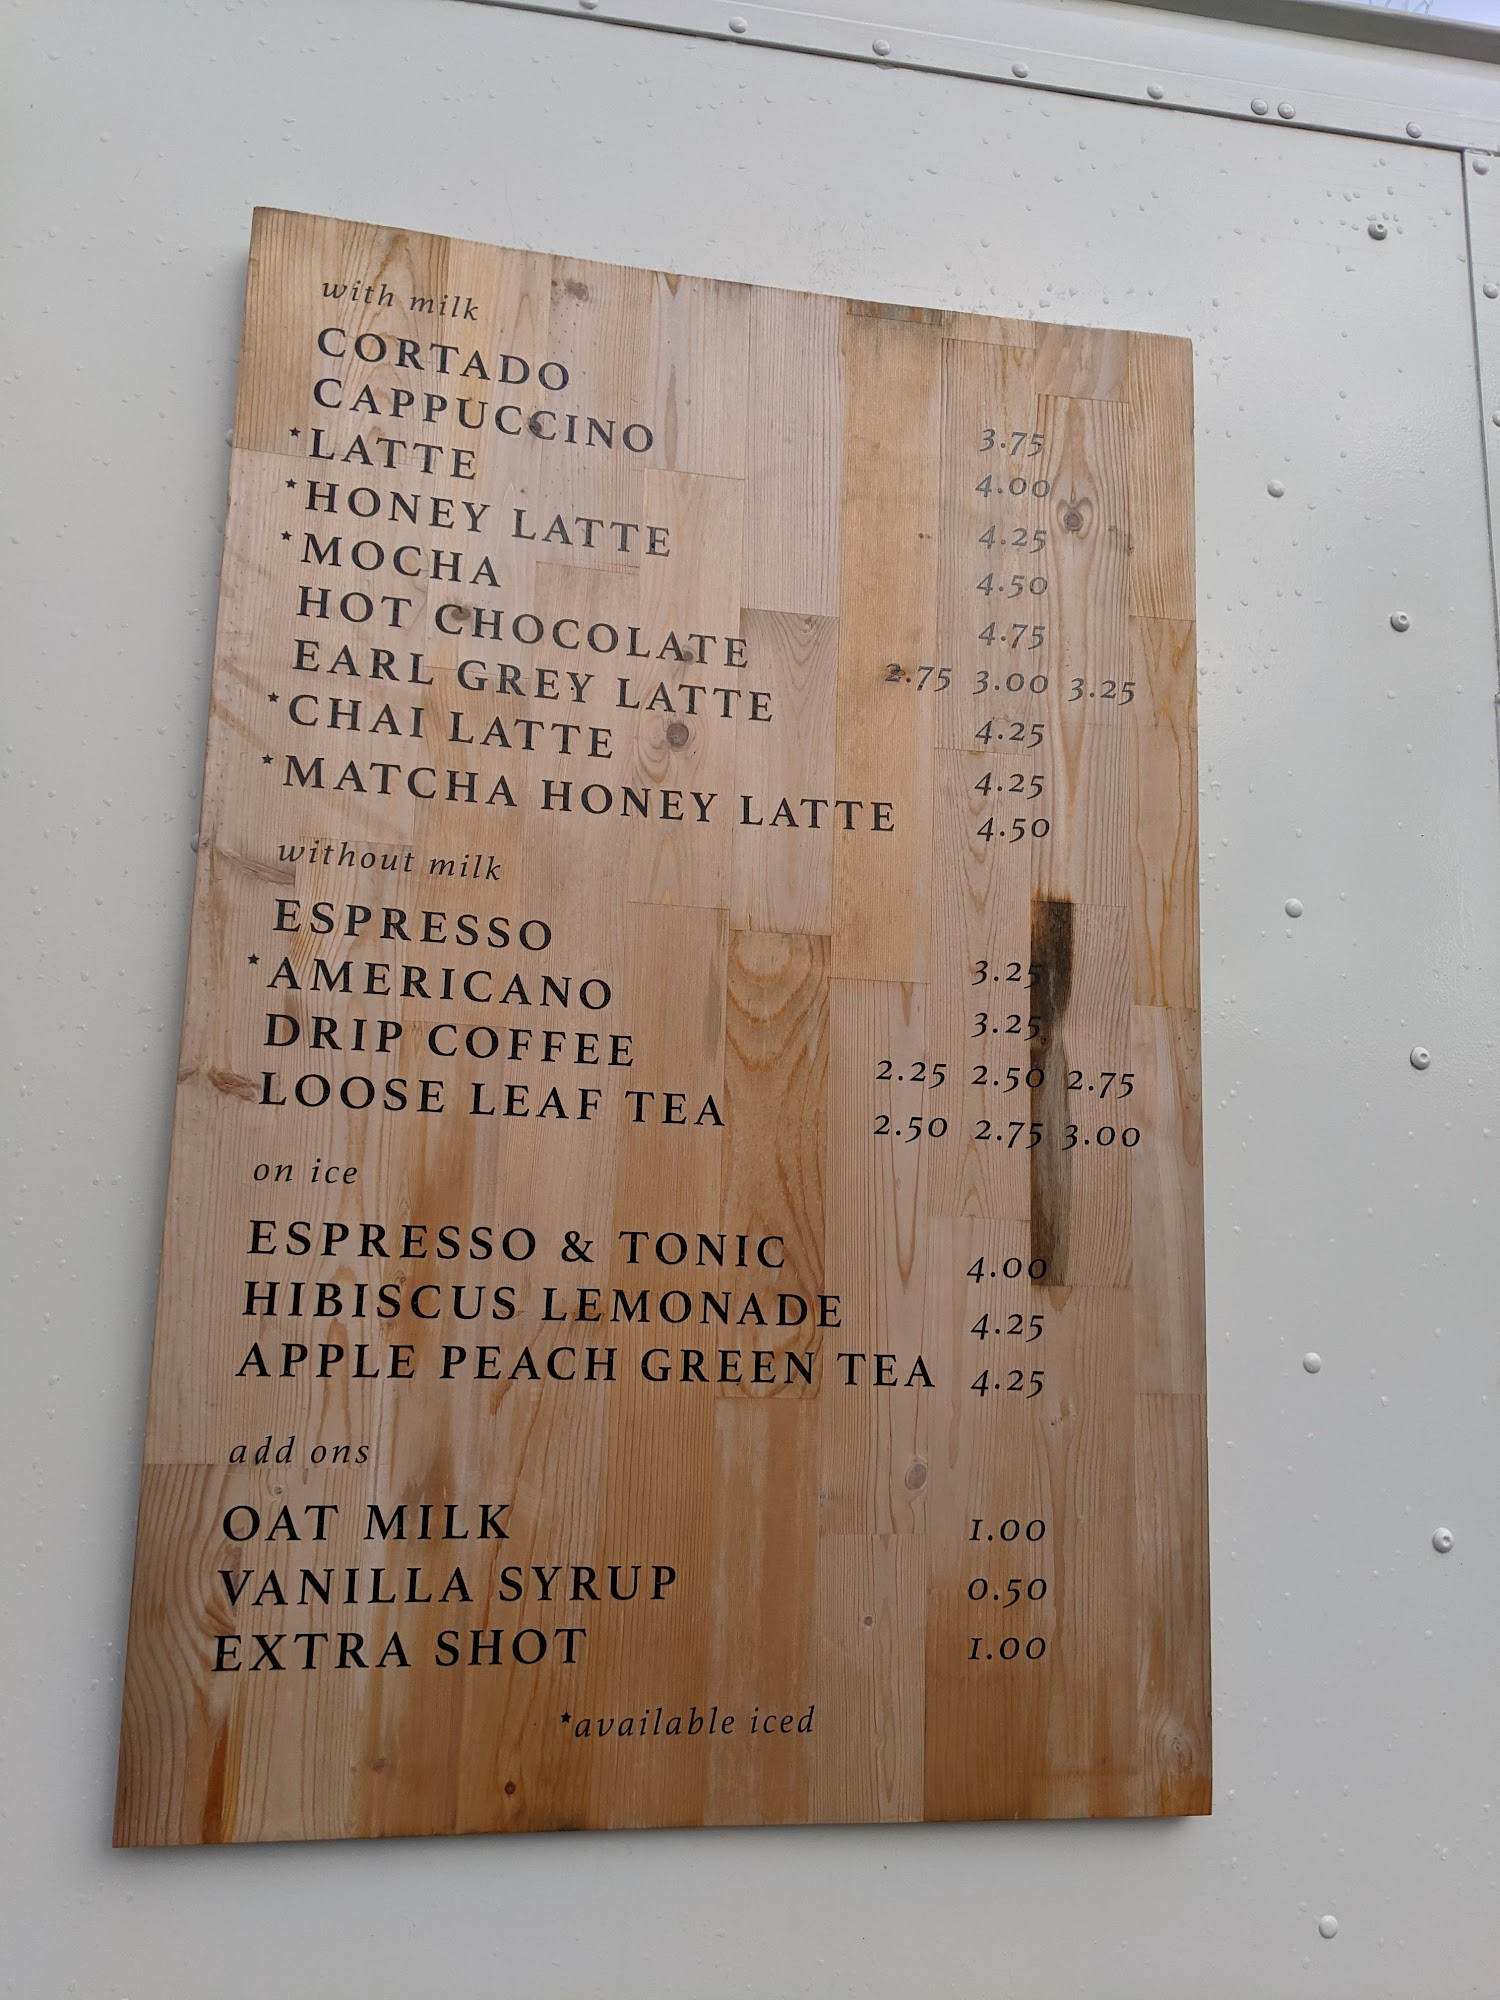 with milk
CORTADO 3.75
CAPPUCCINO 4.00
*LATTE 4.25
*HONEY LATTE 4.50
*MOCHA 4.75
HOT CHOCOLATE 2.75 3.00 3.25
EARL GREY LATTE 4.25
*CHAI LATTE 4.25
*MATCHA HONEY LATTE 4.50
without milk
ESPRESSO 3.25
*AMERICANO 3.25
DRIP COFFEE 2.25 2.50 2.75
LOOSE LEAF TEA 2.50 2.75 3.00
on ice
ESPRESSO & TONIC 4.00
HIBISCUS LEMONADE 4.25
APPLE PEACH GREEN TEA 4.25
add ons
OAT MILK 1.00
VANILLA SYRUP 0.50
EXTRA SHOT 1.00
*available iced